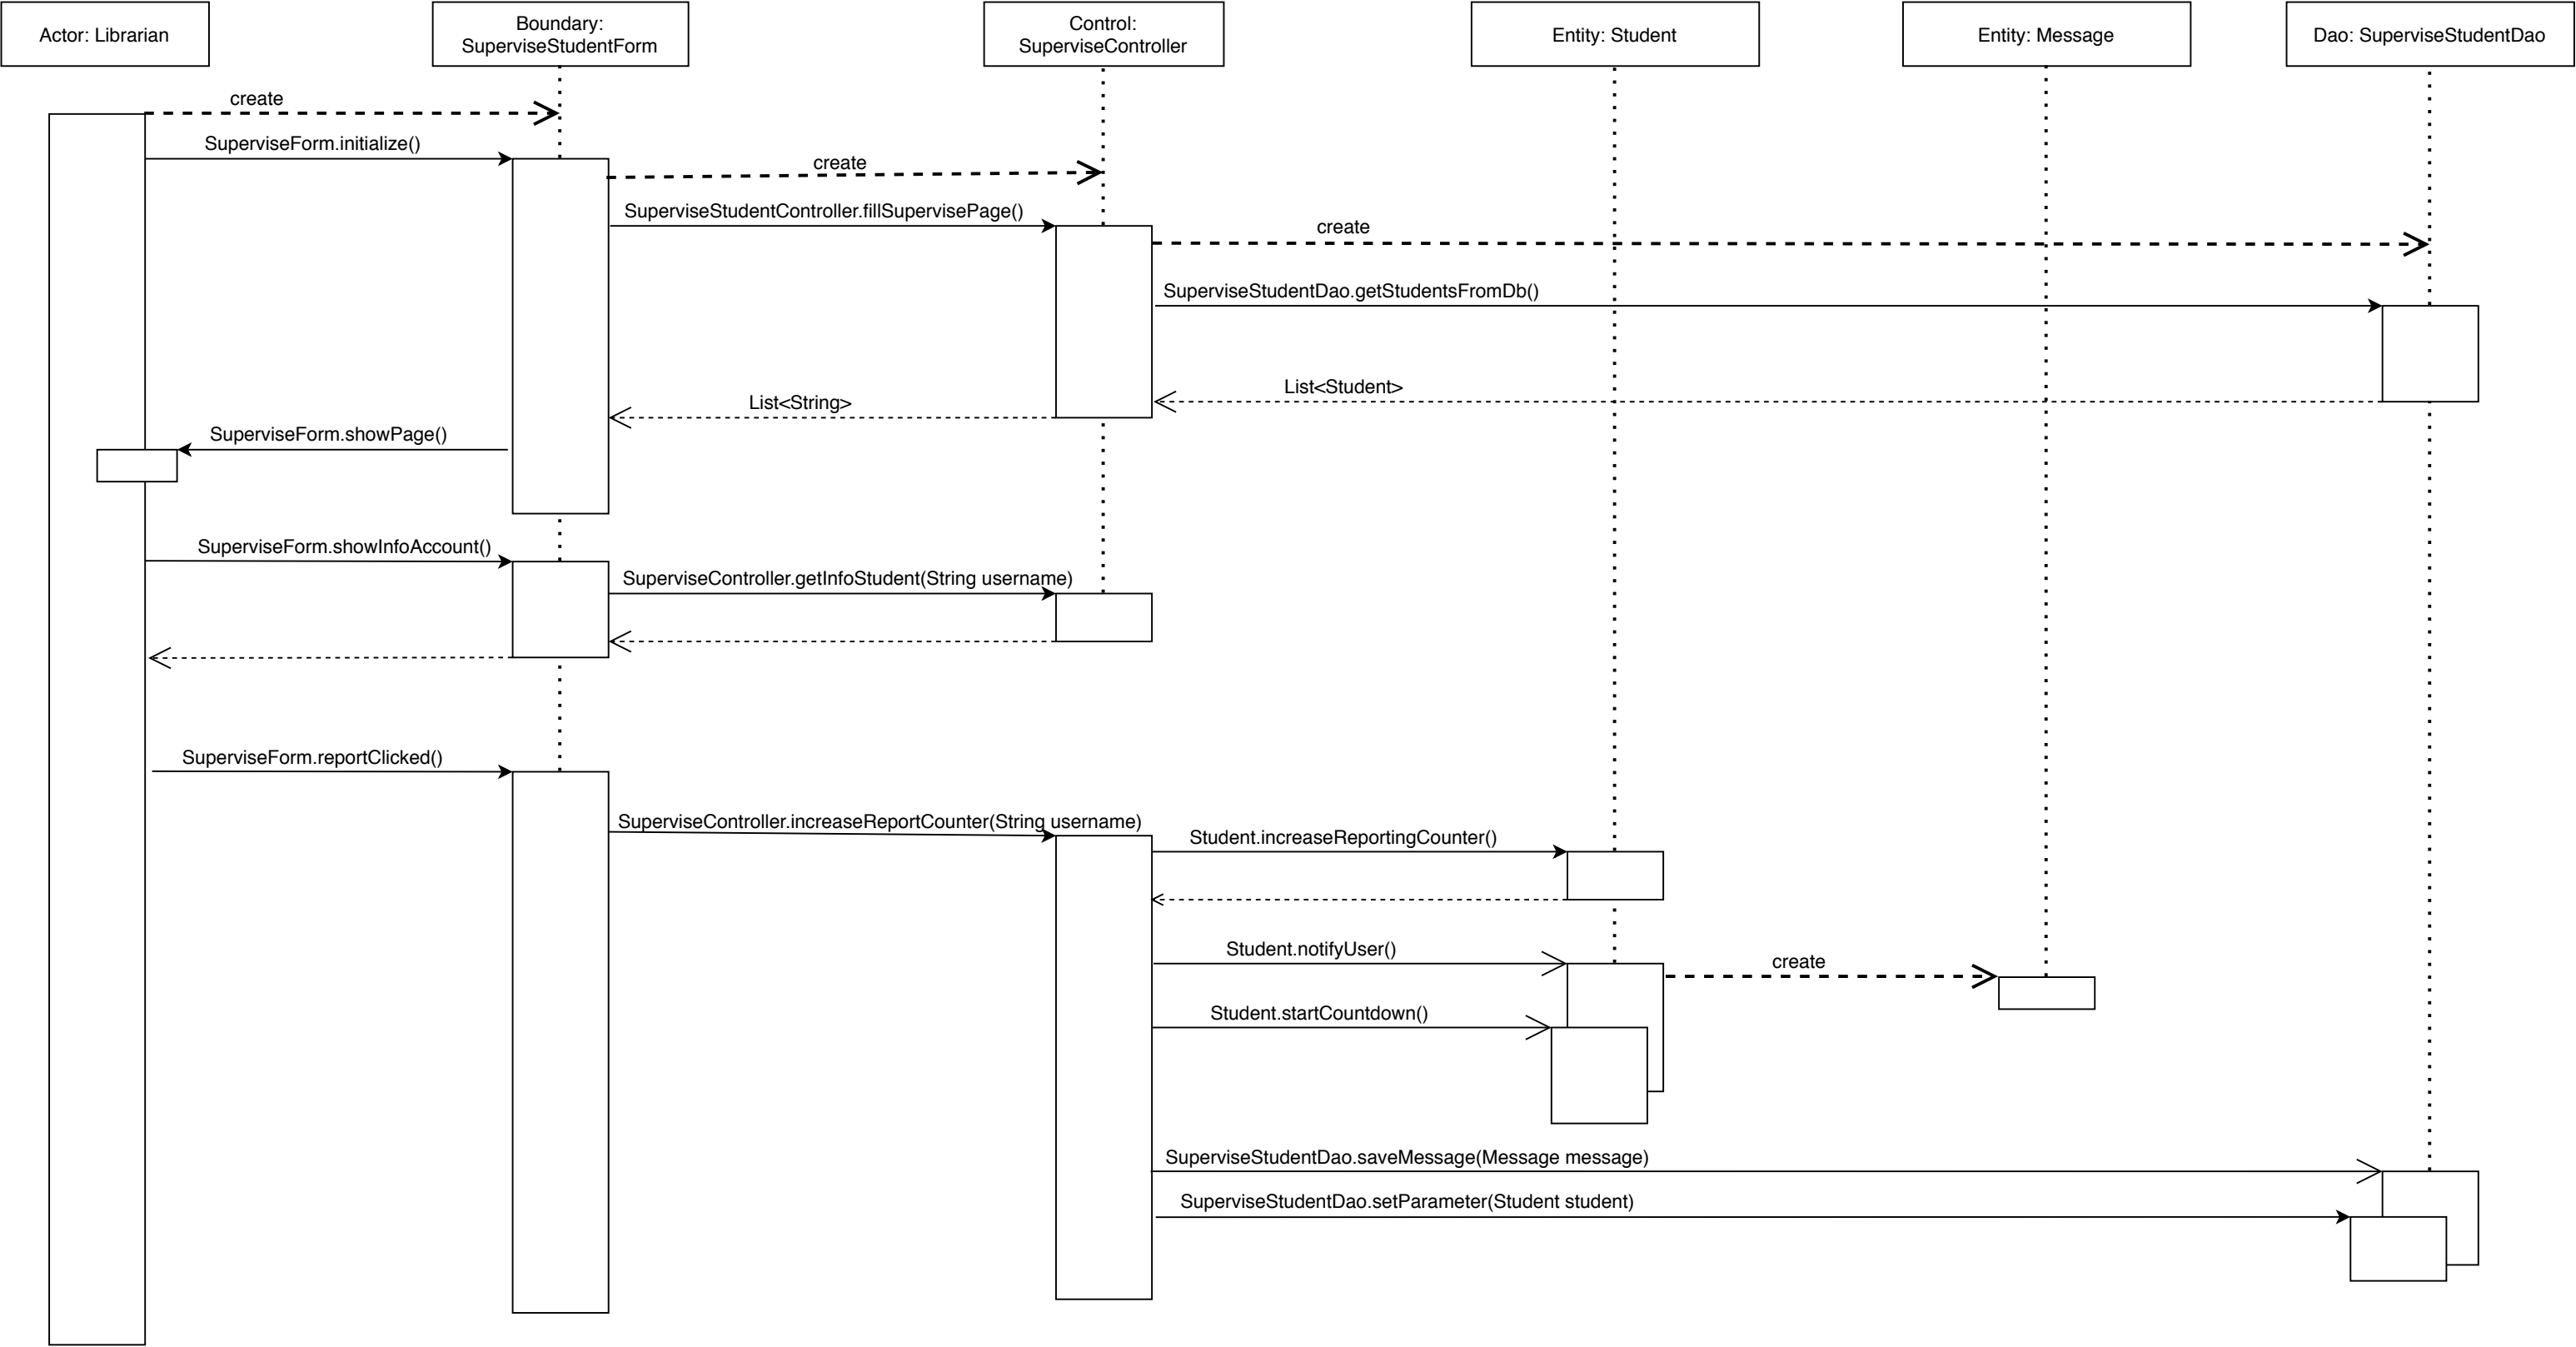 Actor: Librarian
Boundary:
SuperviseStudentForm
Control:
SuperviseController
Entity: Student
Entity: Message
Dao: SuperviseStudentDao
create
SuperviseForm.initialize()
create
SuperviseStudentController.fillSupervisePage()
create
SuperviseStudentDao.getStudentsFromDb()
List<Student>
List<String>
SuperviseForm.showPage()
SuperviseForm.showInfoAccount()
SuperviseController.getInfoStudent(String username)
SuperviseForm.reportClicked()
SuperviseController.increaseReportCounter(String username)
Student.increaseReportingCounter()
Student.notifyUser()
create
Student.startCountdown()
SuperviseStudentDao.saveMessage(Message message)
SuperviseStudentDao.setParameter(Student student)